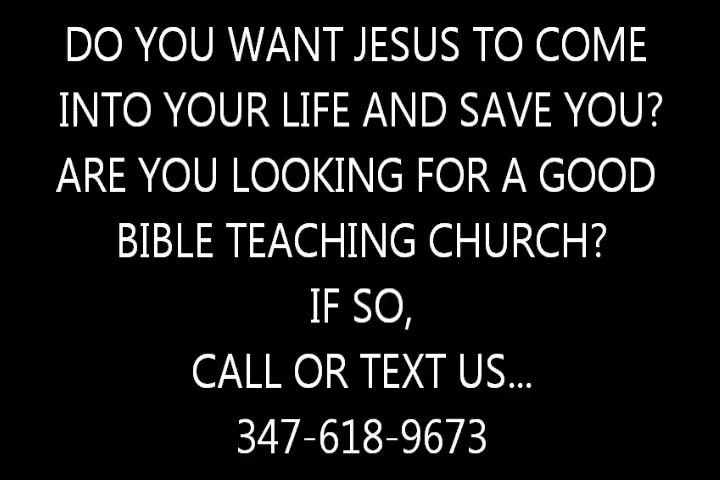 DO YOU WANT JESUS TO COME
INTO YOUR LIFE AND SAVE YOU?
ARE YOU LOOKING FOR A GOOD
BIBLE TEACHING CHURCH?
IF SO,
CALL OR TEXT US...
347-618-9673